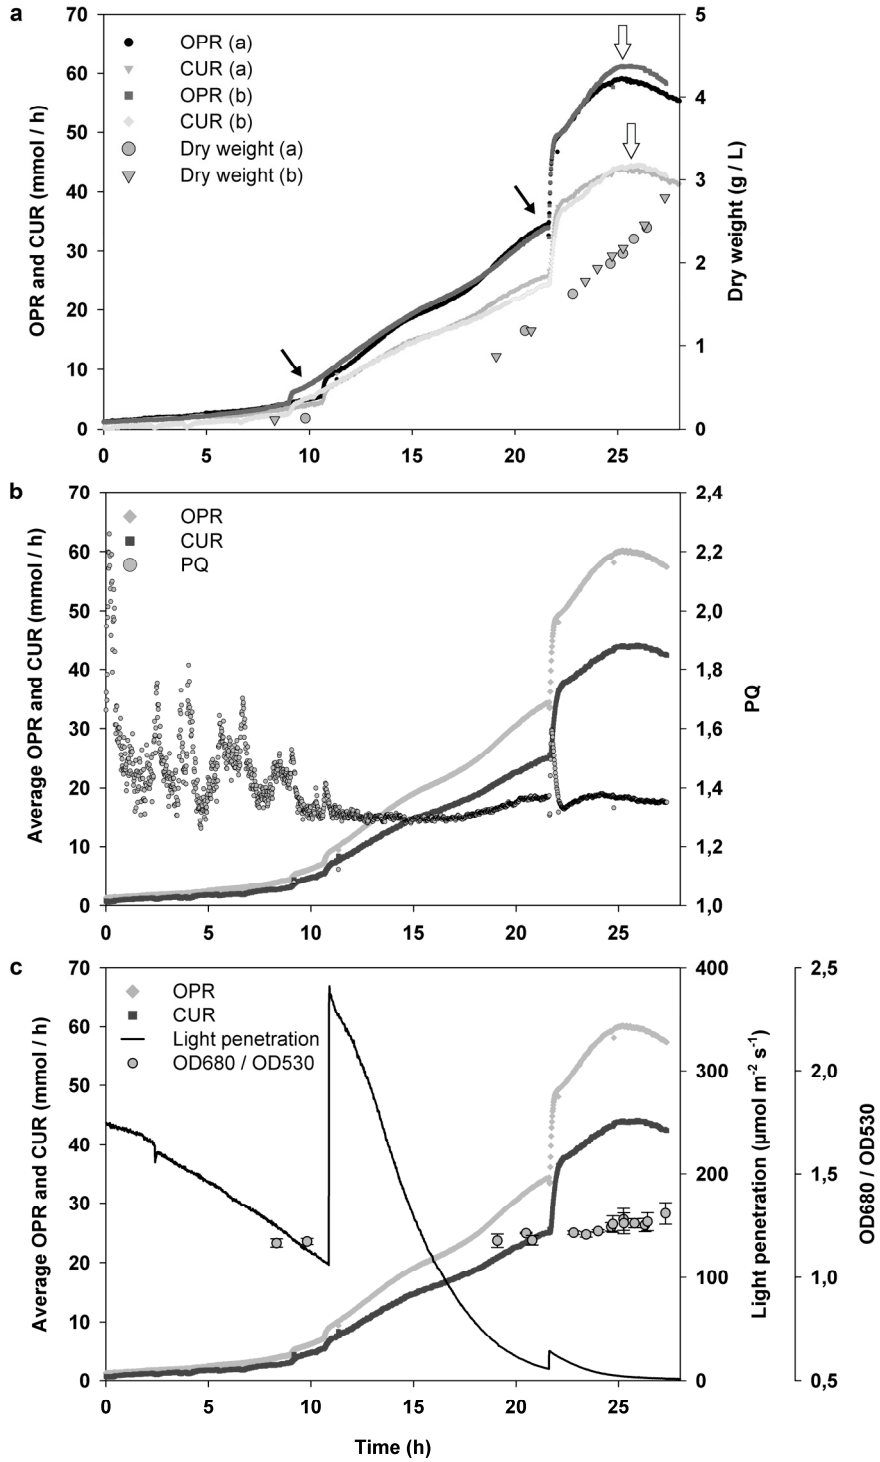 a
OPR and CUR (mmol / h)
70
60
50
40
30
20
10
0
OPR (a)
CUR (a)
OPR (b)
CUR (b)
Dry weight (a)
Dry weight (b)
5
4
3
2
1
0
Dry weight (g / L)
0 5 10 15 20 25
b
Average OPR and CUR (mmol / h)
70
60
50
40
30
20
10
0
OPR
CUR
PQ
2,4
2,2
2,0
1,8
1,6
1,4
1,2
1,0
PQ
0 5 10 15 20 25
c
Average OPR and CUR (mmol / h)
70
60
50
40
30
20
10
0
OPR
CUR
Light penetration
OD680 / OD530
400
300
200
100
0
Light penetration (µmol m-2 s-1)
2,5
2,0
1,5
1,0
0,5
OD680 / OD530
0 5 10 15 20 25
Time (h)